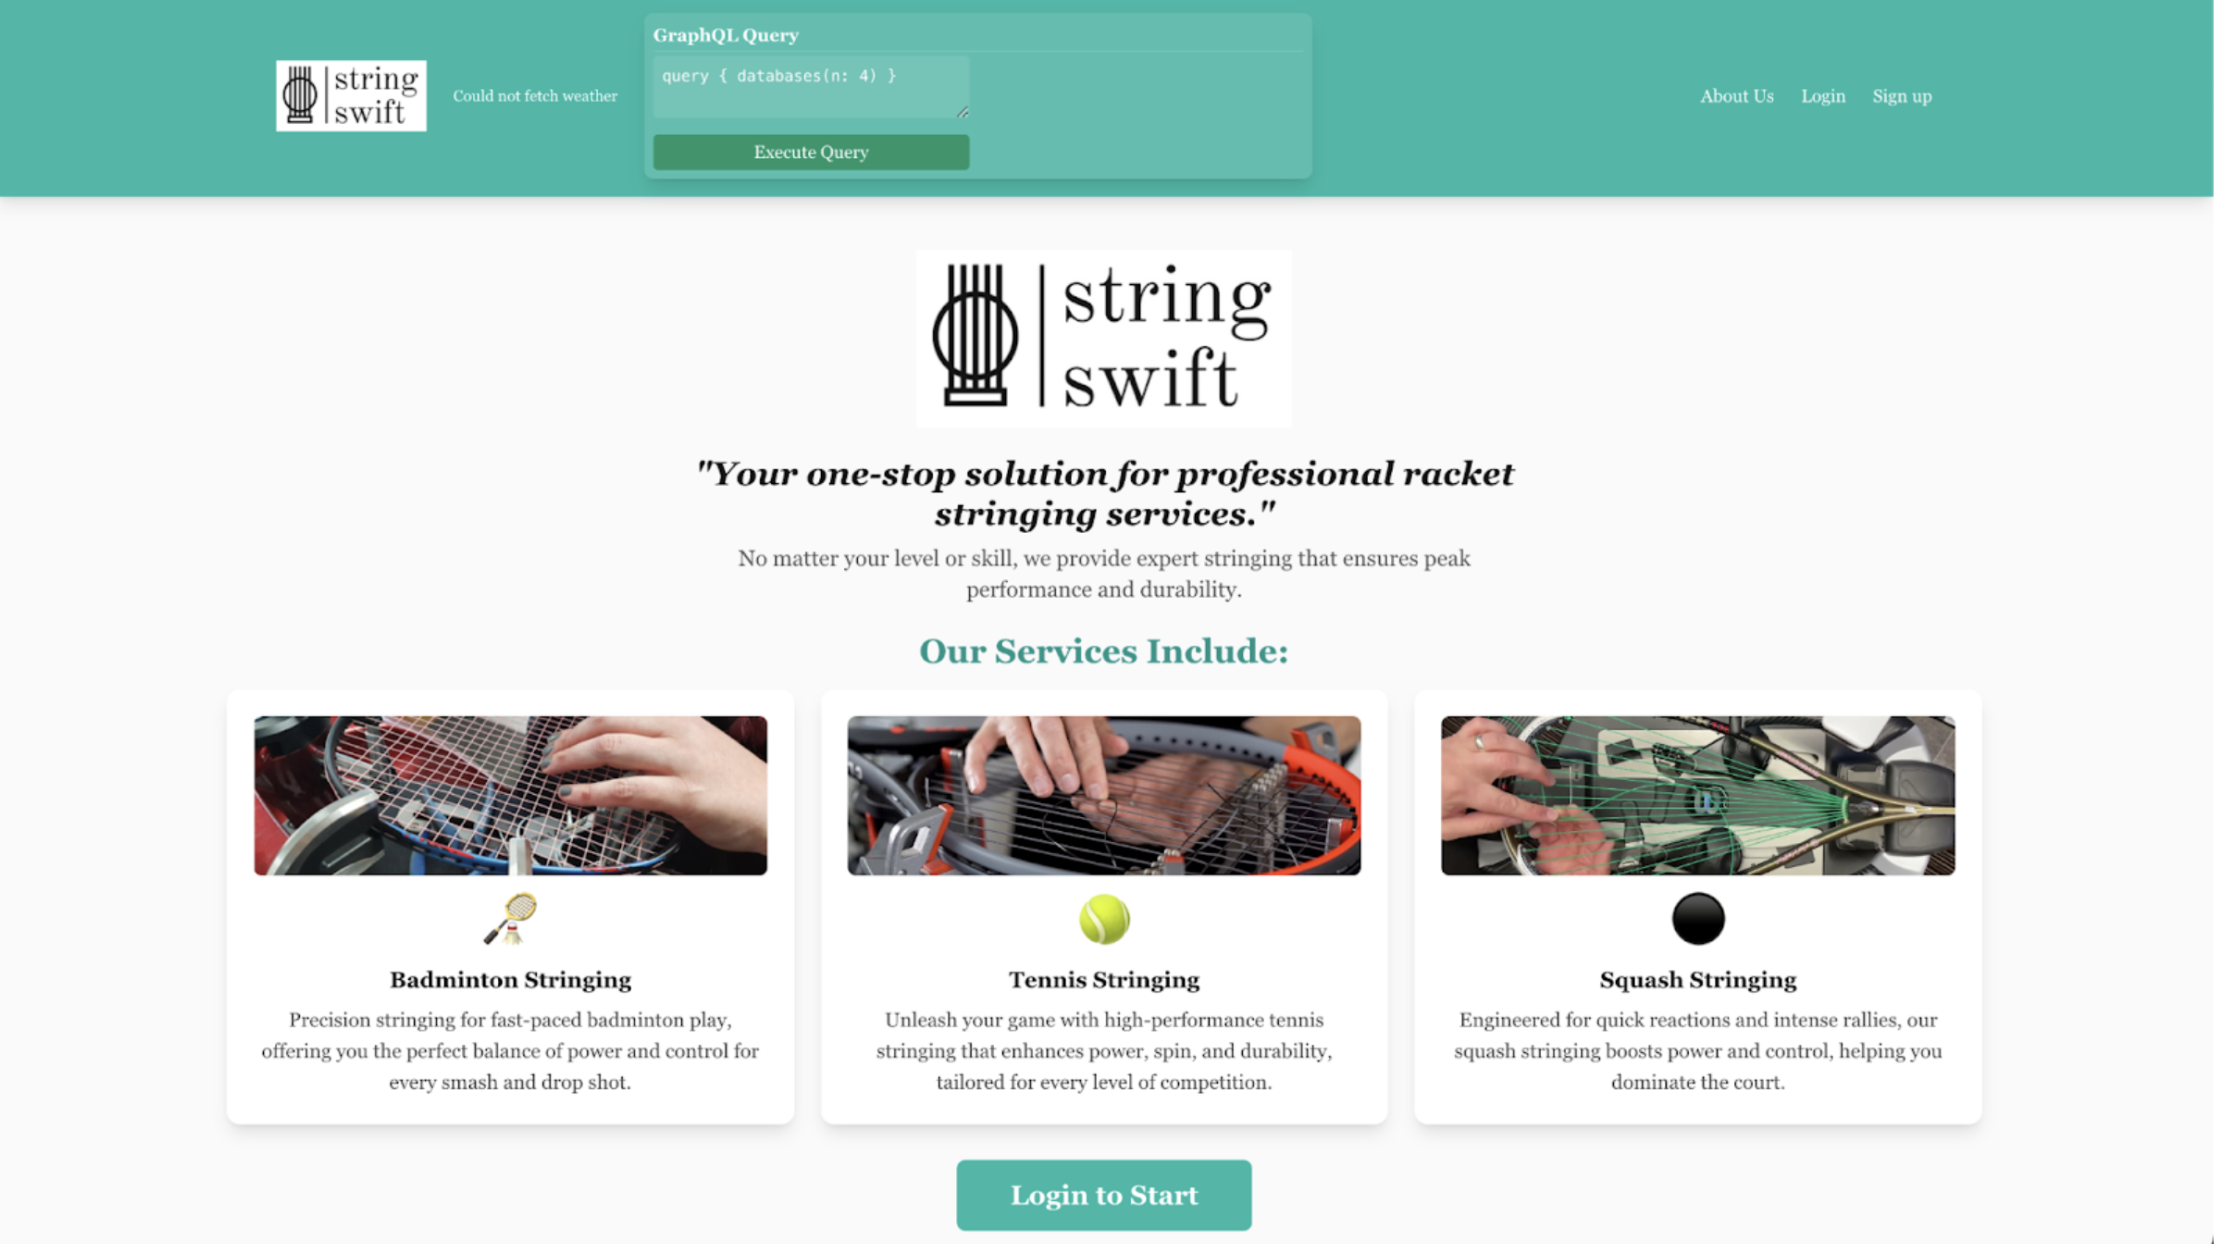 string
swift
Could not fetch weather
GraphQL Query
query { databases(n: 4) }
Execute Query
About Us
Login
Sign up
string
swift
"Your one-stop solution for professional racket
stringing services."
No matter your level or skill, we provide expert stringing that ensures peak
performance and durability.
Our Services Include:
Badminton Stringing
Precision stringing for fast-paced badminton play,
offering you the perfect balance of power and control for
every smash and drop shot.
Tennis Stringing
Unleash your game with high-performance tennis
stringing that enhances power, spin, and durability,
tailored for every level of competition.
Squash Stringing
Engineered for quick reactions and intense rallies, our
squash stringing boosts power and control, helping you
dominate the court.
Login to Start